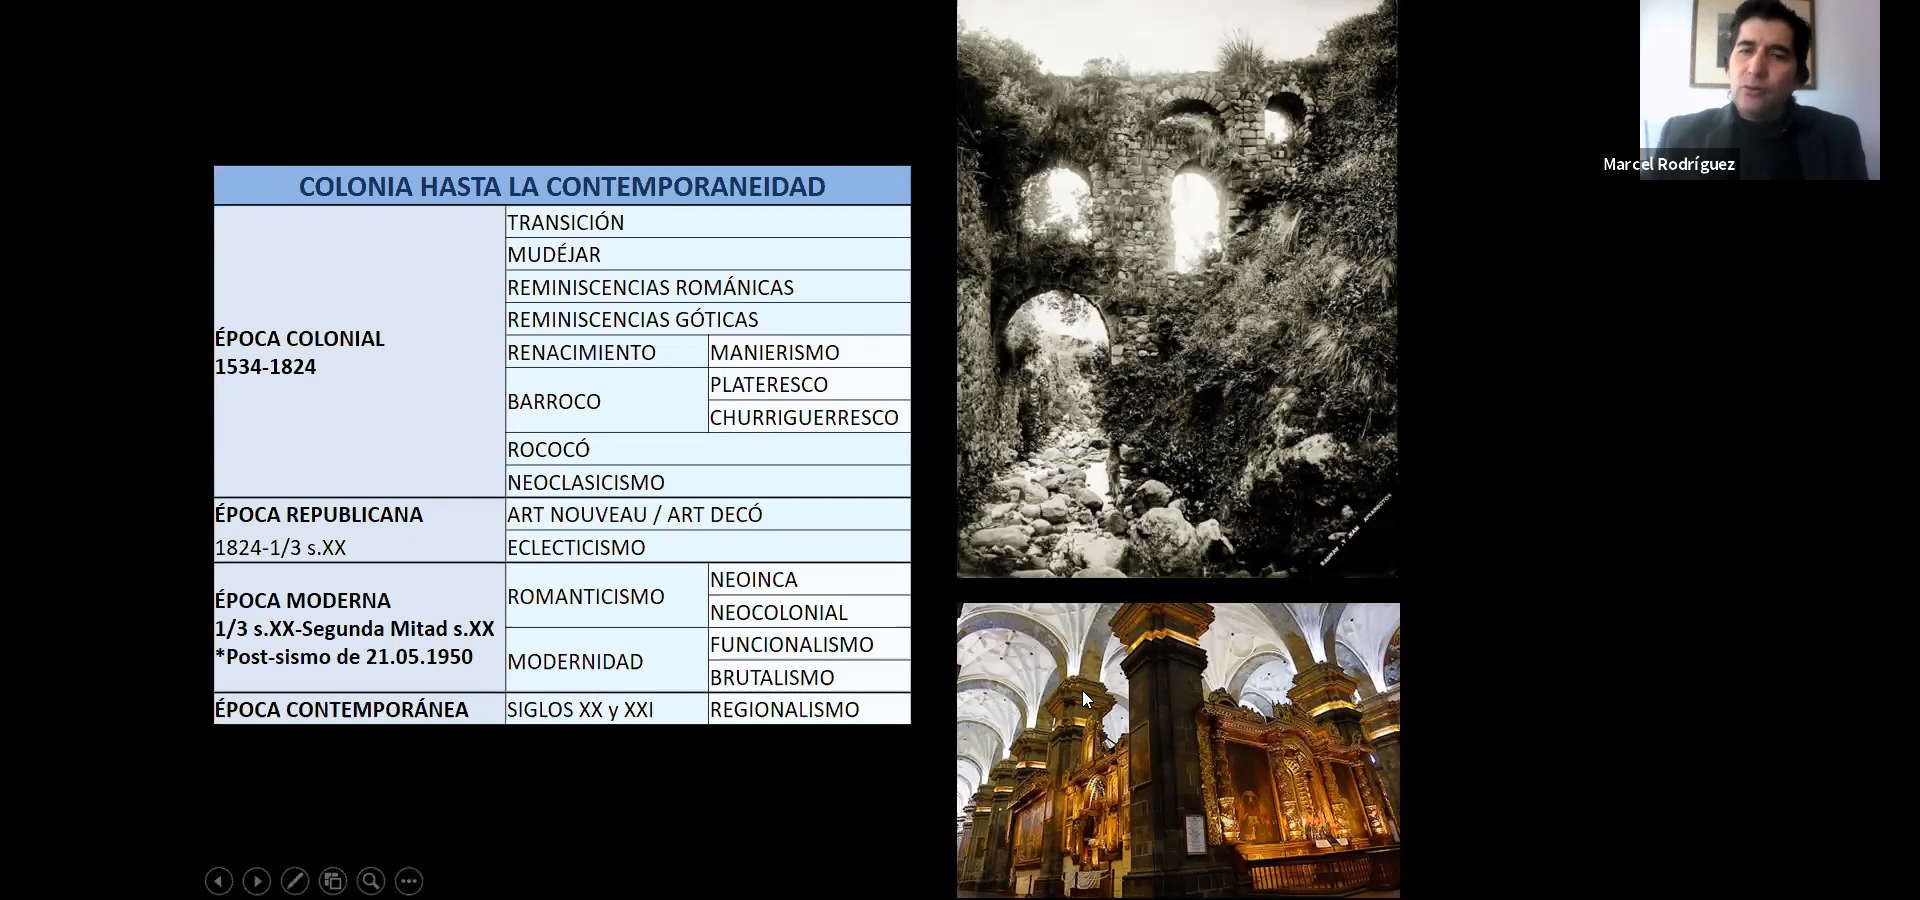 COLONIA HASTA LA CONTEMPORANEIDAD
ÉPOCA COLONIAL
1534-1824
TRANSICIÓN
MUDÉJAR
REMINISCENCIAS ROMÁNICAS
REMINISCENCIAS GÓTICAS
RENACIMIENTO
MANIERISMO
BARROCO
PLATERESCO
CHURRIGUERRESCO
ROCOCÓ
NEOCLASICISMO
ÉPOCA REPUBLICANA
1824-1/3 s.XX
ART NOUVEAU / ART DECÓ
ECLECTICISMO
ÉPOCA MODERNA
1/3 s.XX-Segunda Mitad s.XX
*Post-sismo de 21.05.1950
ROMANTICISMO
NEOINCA
NEOCOLONIAL
MODERNIDAD
FUNCIONALISMO
BRUTALISMO
ÉPOCA CONTEMPORÁNEA
SIGLOS XX y XXI
REGIONALISMO
Marcel Rodríguez